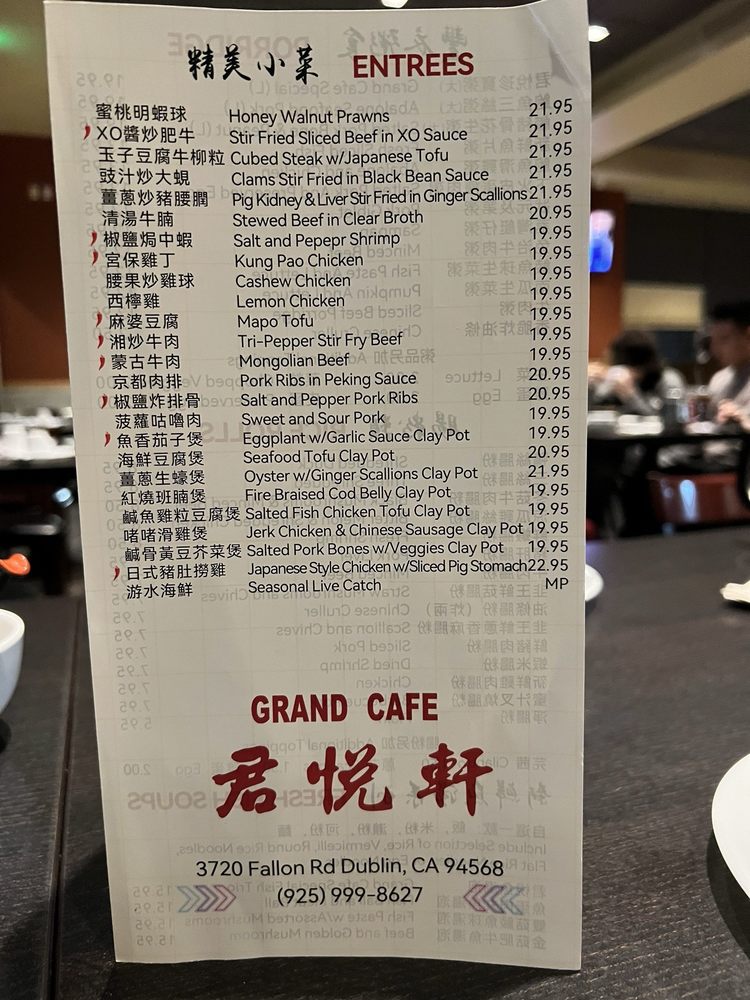 精美小菜 ENTREES
蜜桃明蝦球 Honey Walnut Prawns 21.95
XO醬炒肥牛 Stir Fried Sliced Beef in XO Sauce 21.95
玉子豆腐牛柳粒 Cubed Steak w/Japanese Tofu 21.95
豉汁炒大蜆 Clams Stir Fried in Black Bean Sauce 21.95
薑蔥炒豬腰膶 Pig Kidney & Liver Stir Fried in Ginger Scallions 21.95
清湯牛腩 Stewed Beef in Clear Broth 20.95
椒鹽焗中蝦 Salt and Pepepr Shrimp 19.95
宮保雞丁 Kung Pao Chicken 19.95
腰果炒雞球 Cashew Chicken 19.95
西檸雞 Lemon Chicken 19.95
麻婆豆腐 Mapo Tofu 19.95
湘炒牛肉 Tri-Pepper Stir Fry Beef 19.95
蒙古牛肉 Mongolian Beef 19.95
京都肉排 Pork Ribs in Peking Sauce 20.95
椒鹽炸排骨 Salt and Pepper Pork Ribs 20.95
菠蘿咕嚕肉 Sweet and Sour Pork 19.95
魚香茄子煲 Eggplant w/Garlic Sauce Clay Pot 19.95
海鮮豆腐煲 Seafood Tofu Clay Pot 20.95
薑蔥生蠔煲 Oyster w/Ginger Scallions Clay Pot 21.95
紅燒班腩煲 Fire Braised Cod Belly Clay Pot 19.95
鹹魚雞粒豆腐煲 Salted Fish Chicken Tofu Clay Pot 19.95
啫啫滑雞煲 Jerk Chicken & Chinese Sausage Clay Pot 19.95
鹹骨黃豆芥菜煲 Salted Pork Bones w/Veggies Clay Pot 19.95
日式豬肚撈雞 Japanese Style Chicken w/Sliced Pig Stomach 22.95
游水海鮮 Seasonal Live Catch MP
GRAND CAFE
君悦軒
3720 Fallon Rd Dublin, CA 94568
(925) 999-8627